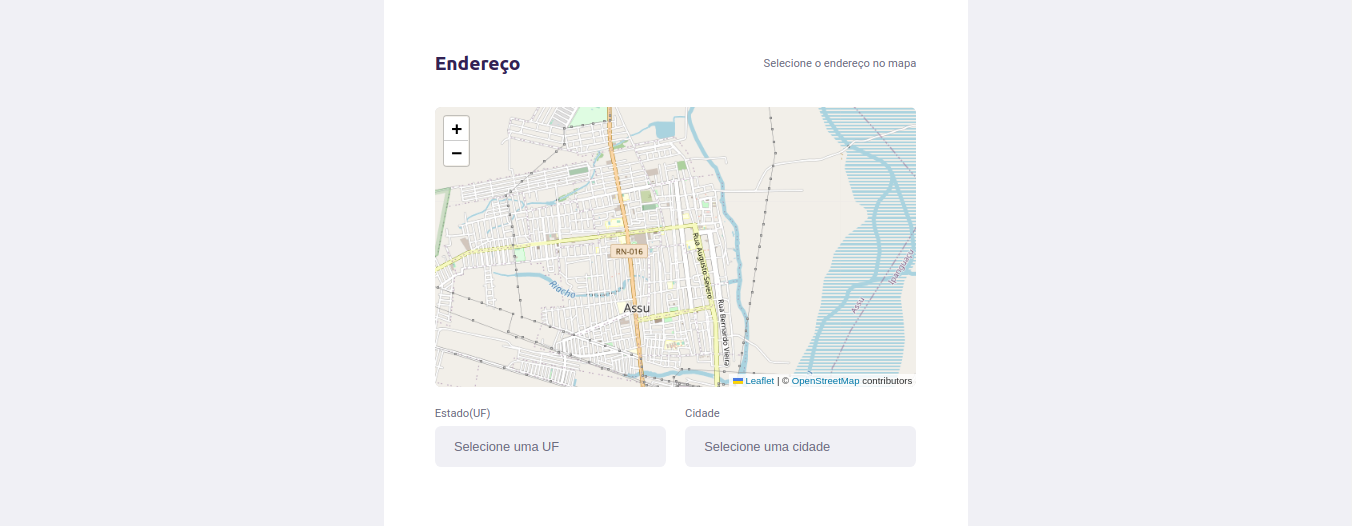 Endereço
Selecione o endereço no mapa
+
−
RN-016
Rua Augusto Severo
Riacho
Assu
Rua Bernardo Vieira
Assu
Ipanguaçu
Leaflet | © OpenStreetMap contributors
Estado(UF)
Cidade
Selecione uma UF
Selecione uma cidade